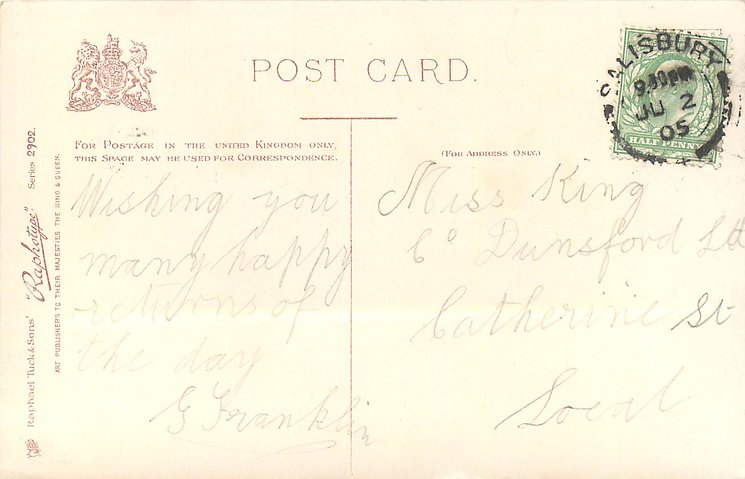 POST CARD.
FOR POSTAGE IN THE UNITED KINGDOM ONLY,
THIS SPACE MAY BE USED FOR CORRESPONDENCE.
(FOR ADDRESS ONLY.)
Wishing you
many happy
returns of
the day
G Franklin
Miss King
Co Dunsford Ltd
Catherine St
Local
SALISBURY
9.30PM
JU 2
05
HALF PENNY
Raphael Tuck & Sons' "Raphotype" Series 2902.
ART PUBLISHERS TO THEIR MAJESTIES THE KING & QUEEN.